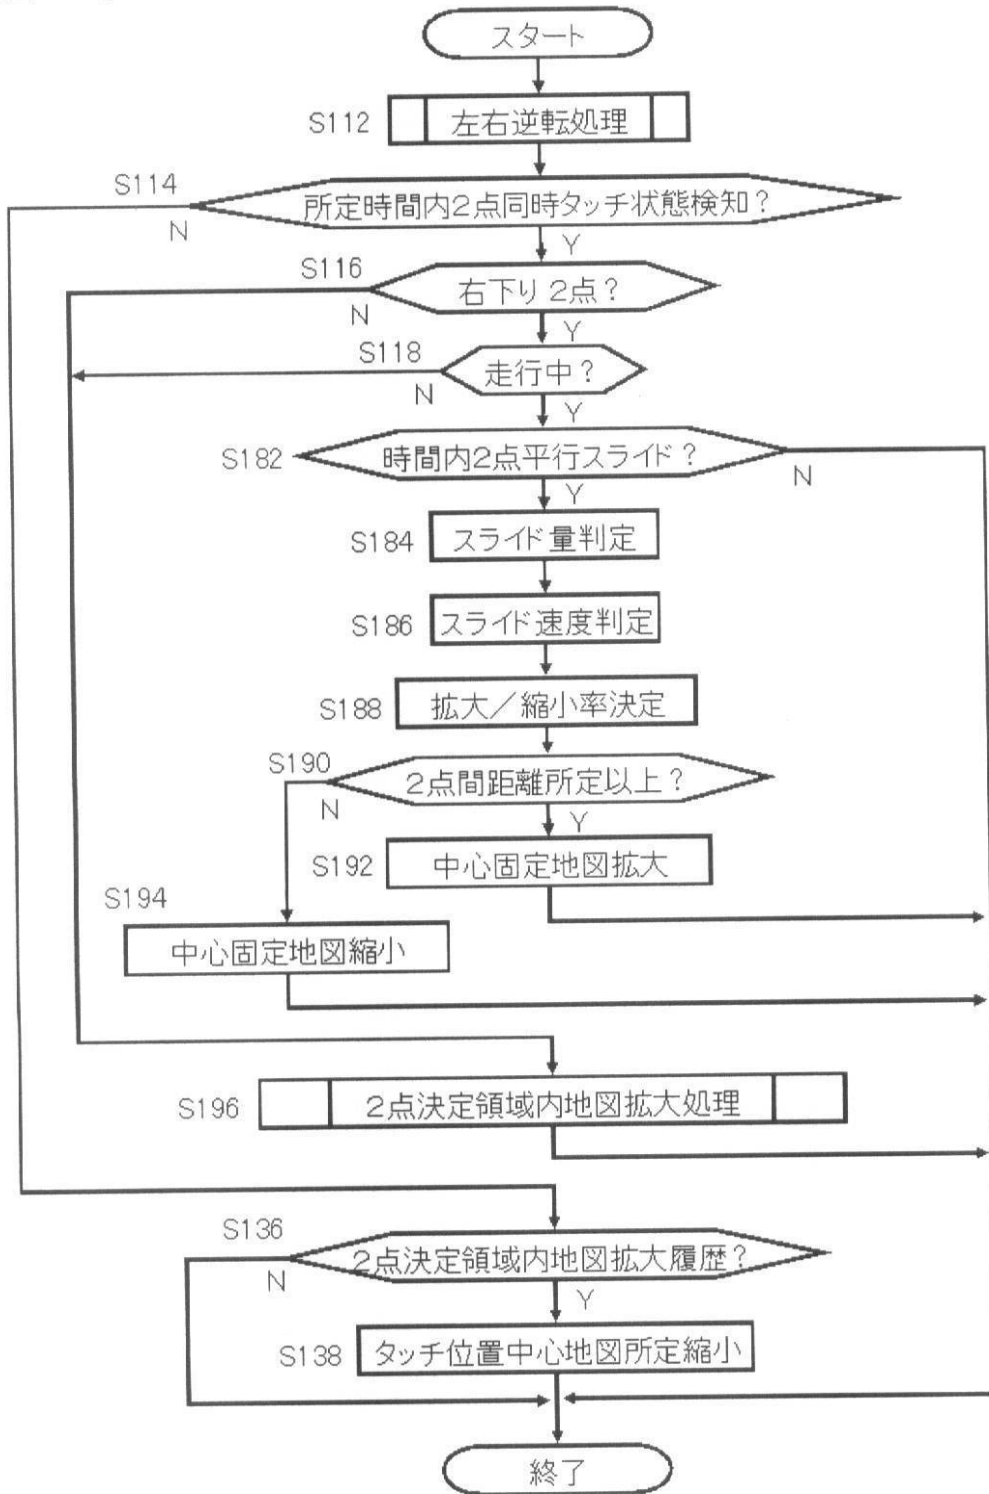 スタート
S112 左右逆転処理
S114 所定時間内2点同時タッチ状態検知?
N
Y
S116 右下り2点?
N
Y
S118 走行中?
N
Y
S182 時間内2点平行スライド?
N
Y
S184 スライド量判定
S186 スライド速度判定
S188 拡大/縮小率決定
S190 2点間距離所定以上?
N
Y
S192 中心固定地図拡大
S194 中心固定地図縮小
S196 2点決定領域内地図拡大処理
S136 2点決定領域内地図拡大履歴?
N
Y
S138 タッチ位置中心地図所定縮小
終了